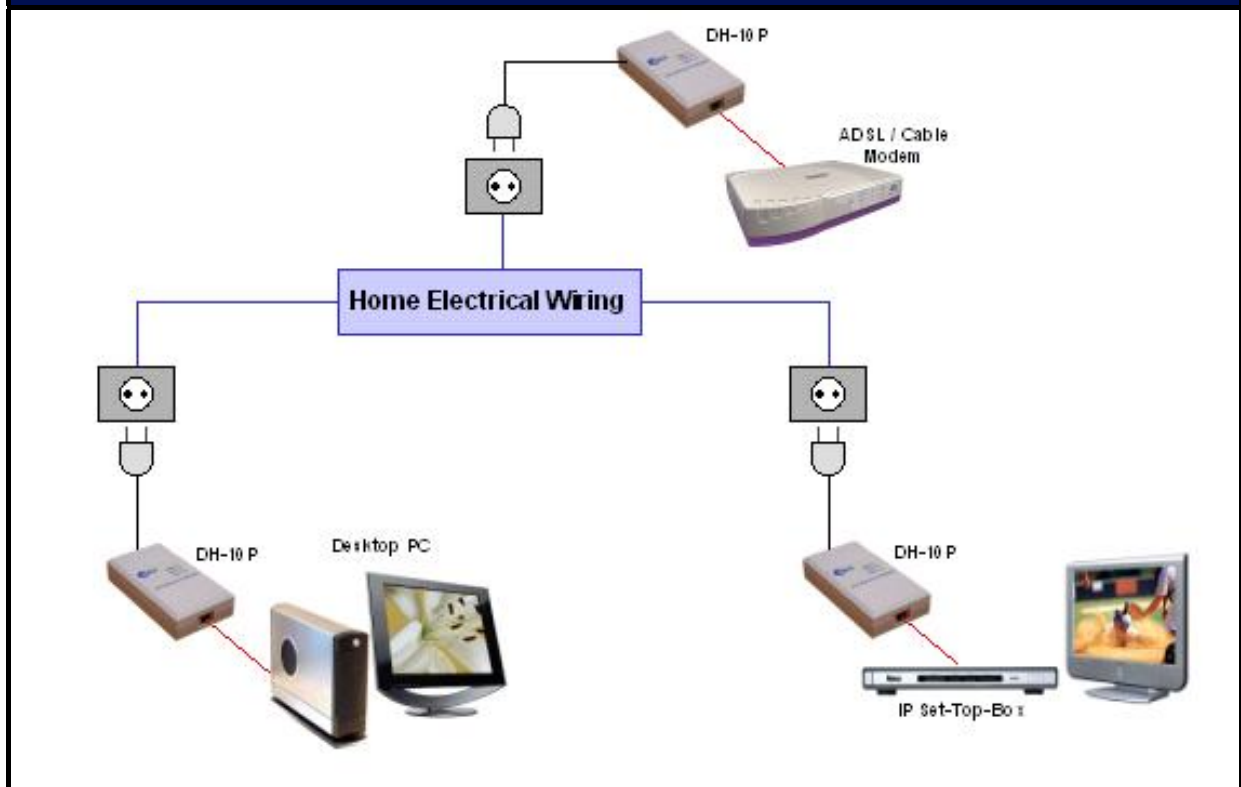 DH-10 P
ADSL / Cable
Modem
Home Electrical Wiring
DH-10 P
Desktop PC
DH-10 P
IP Set-Top-Box